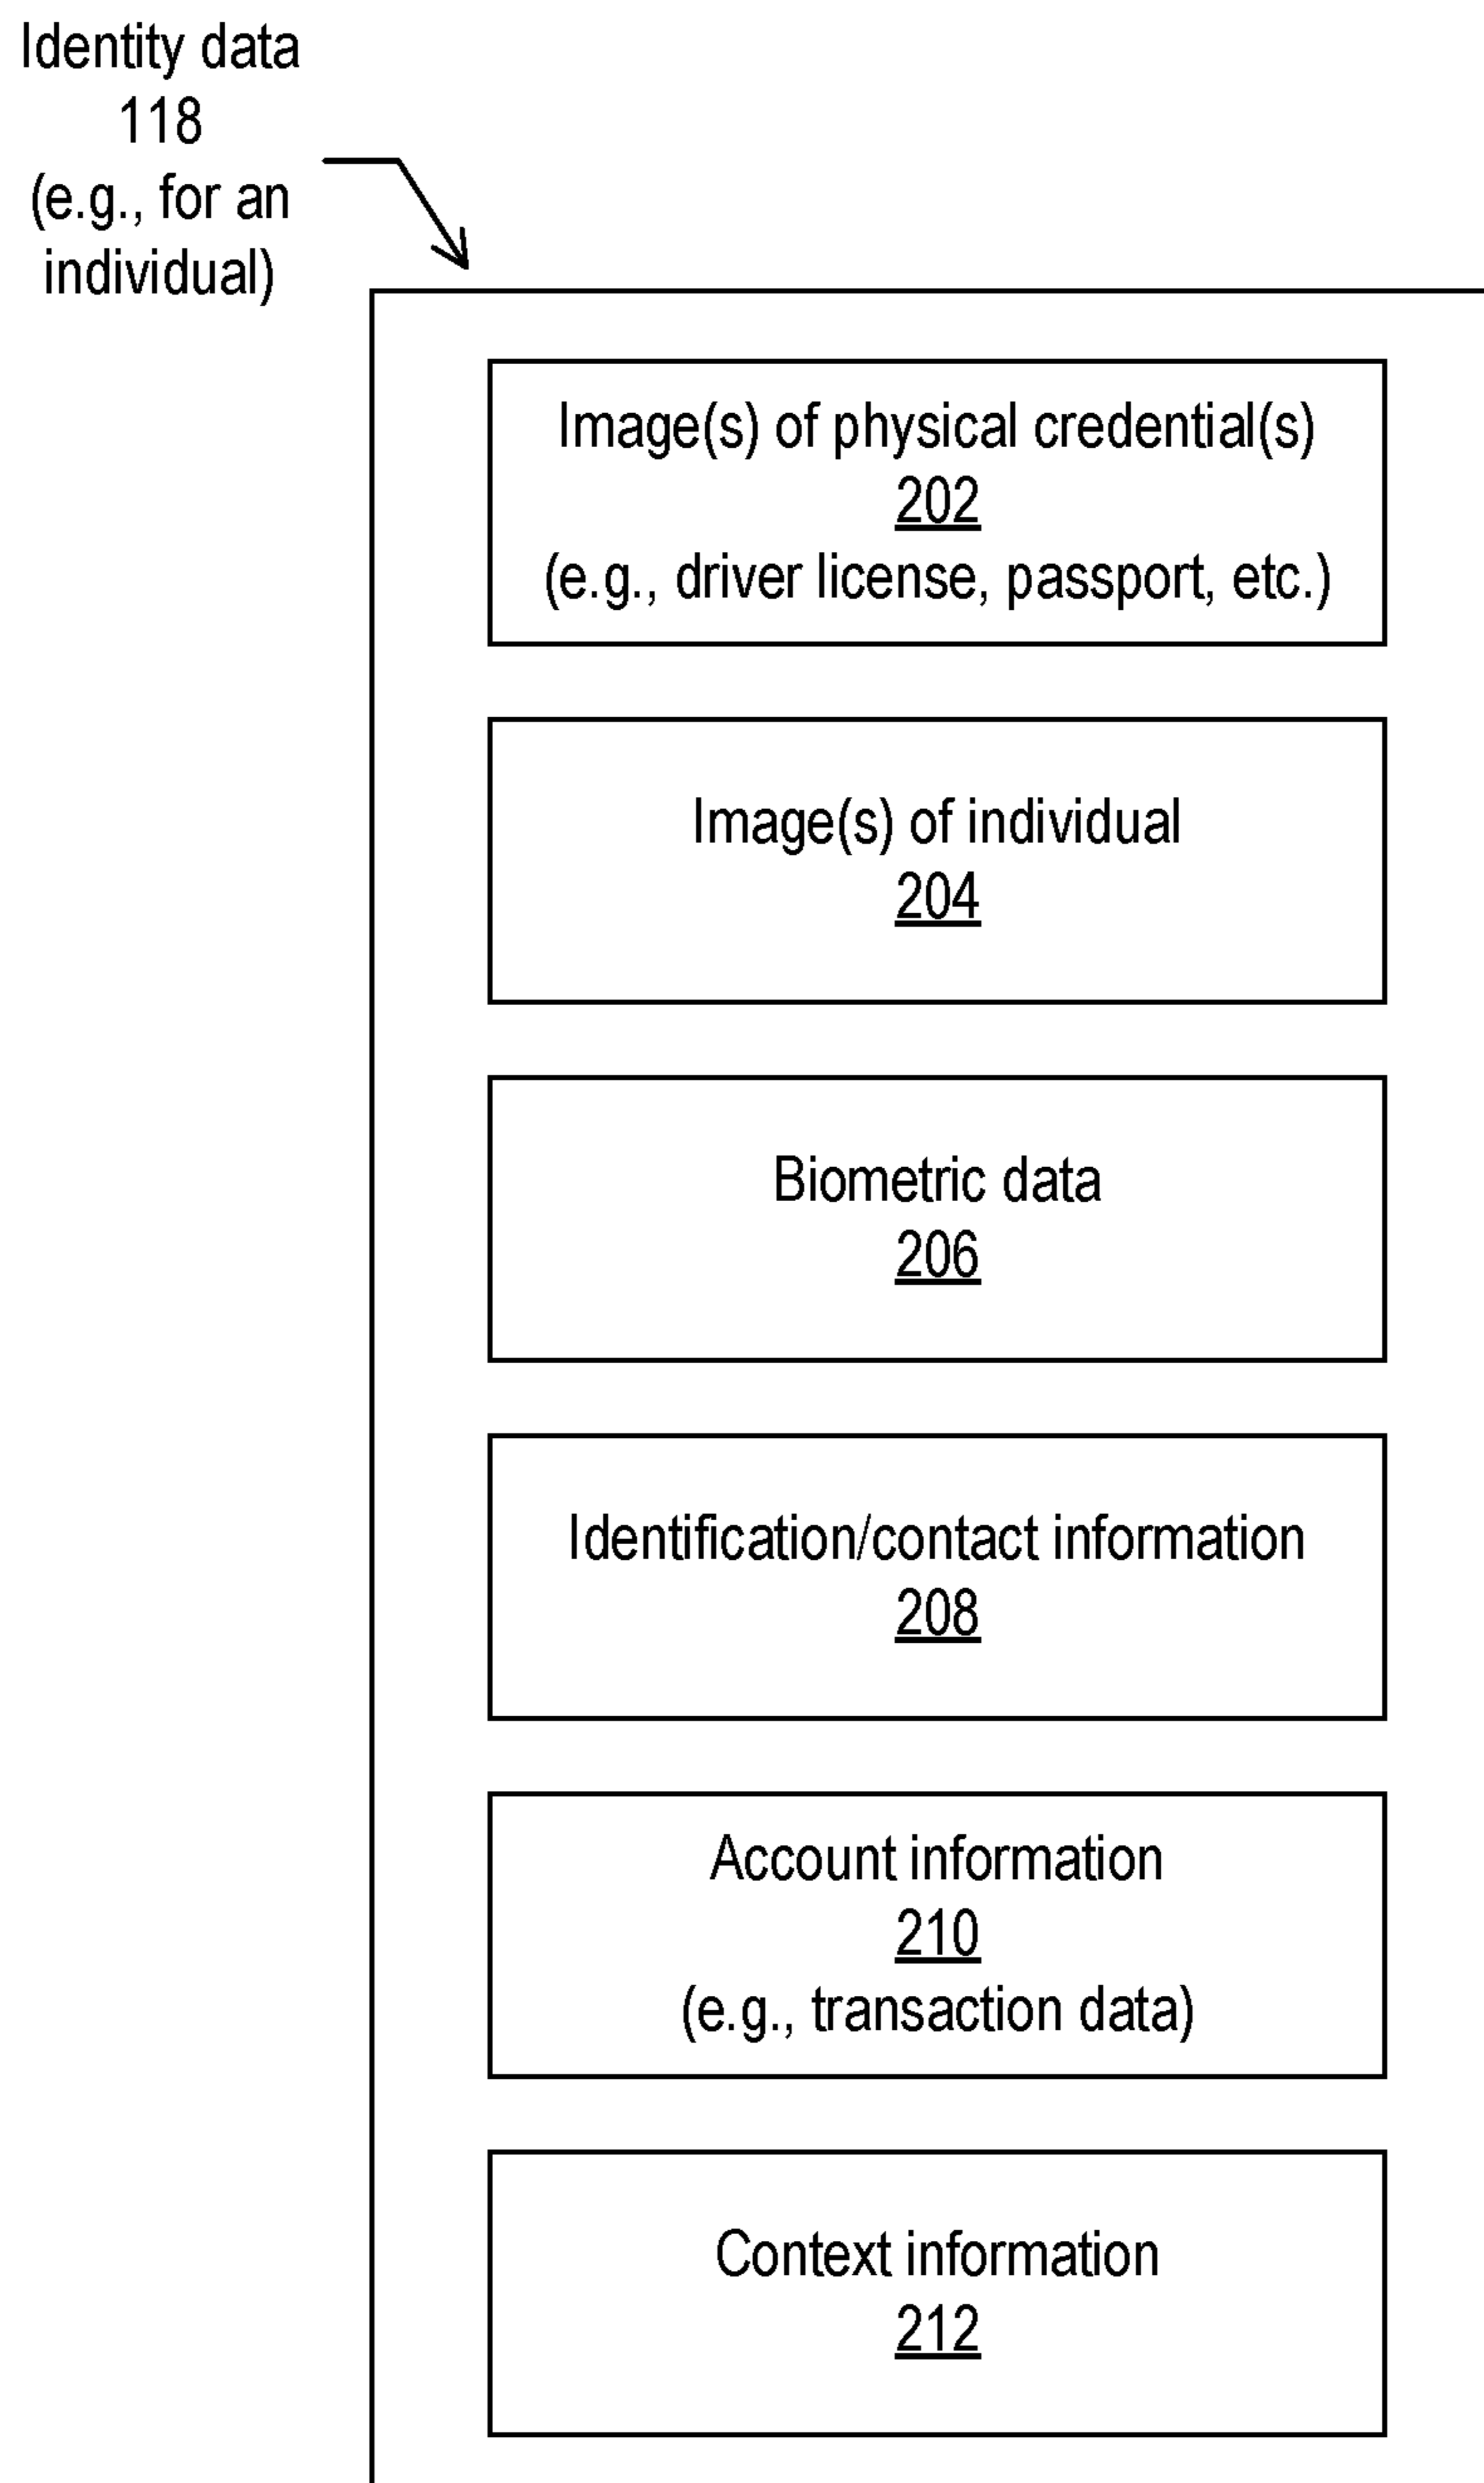 Identity data
118
(e.g., for an
individual)
Image(s) of physical credential(s)
202
(e.g., driver license, passport, etc.)
Image(s) of individual
204
Biometric data
206
Identification/contact information
208
Account information
210
(e.g., transaction data)
Context information
212